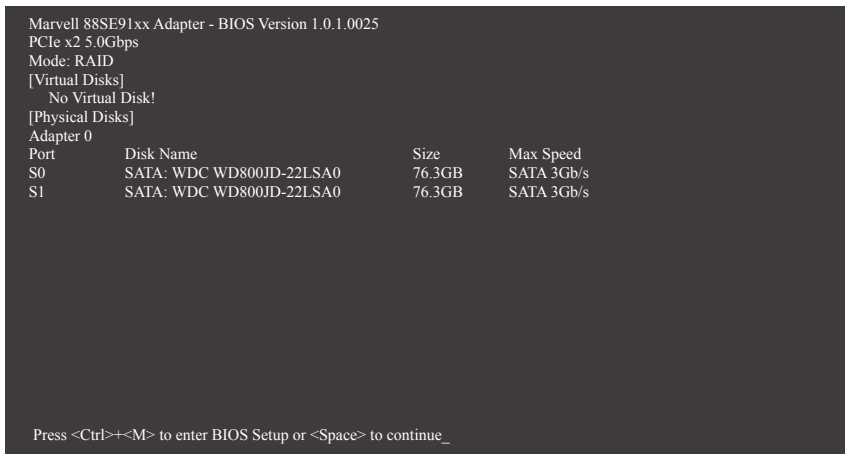 Marvell 88SE91xx Adapter - BIOS Version 1.0.1.0025
PCIe x2 5.0Gbps
Mode: RAID
[Virtual Disks]
No Virtual Disk!
[Physical Disks]
Adapter 0
Port Disk Name Size Max Speed
S0 SATA: WDC WD800JD-22LSA0 76.3GB SATA 3Gb/s
S1 SATA: WDC WD800JD-22LSA0 76.3GB SATA 3Gb/s
Press <Ctrl>+<M> to enter BIOS Setup or <Space> to continue_